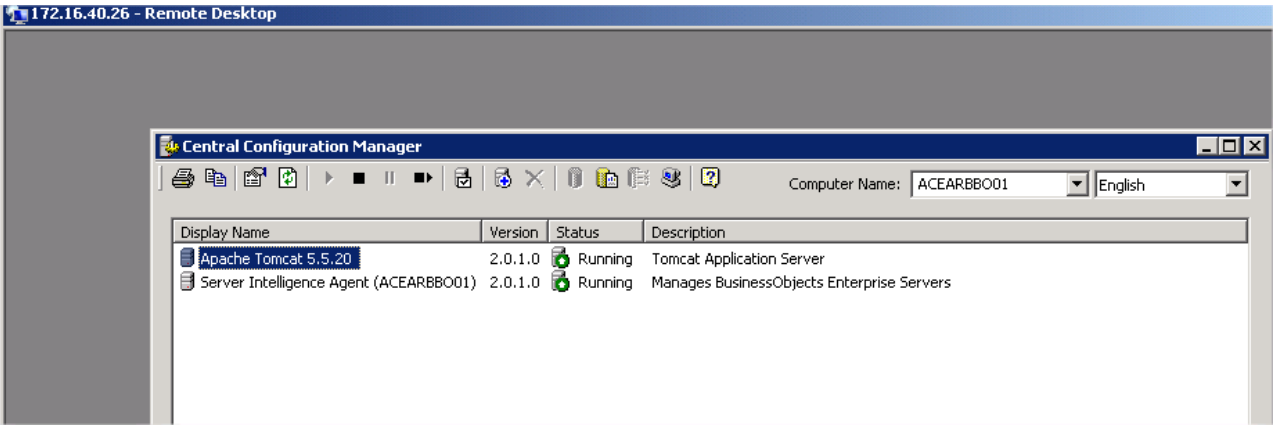 172.16.40.26 - Remote Desktop
Central Configuration Manager
Computer Name: ACEARBBO01 English
Display Name Version Status Description
Apache Tomcat 5.5.20 2.0.1.0 Running Tomcat Application Server
Server Intelligence Agent (ACEARBBO01) 2.0.1.0 Running Manages BusinessObjects Enterprise Servers